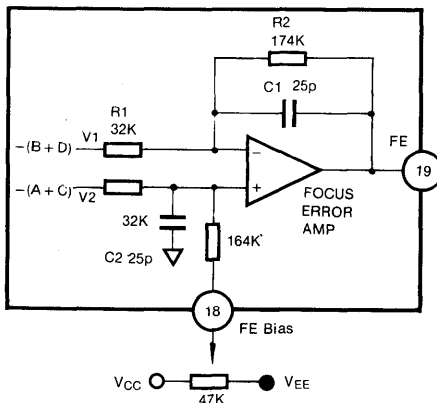 R2
174K
C1 25p
R1
V1 32K
FE
-(B+D)
-(A+C)
V2
19
FOCUS
ERROR
AMP
32K
C2 25p
164K
18
FE Bias
VCC
VEE
47K